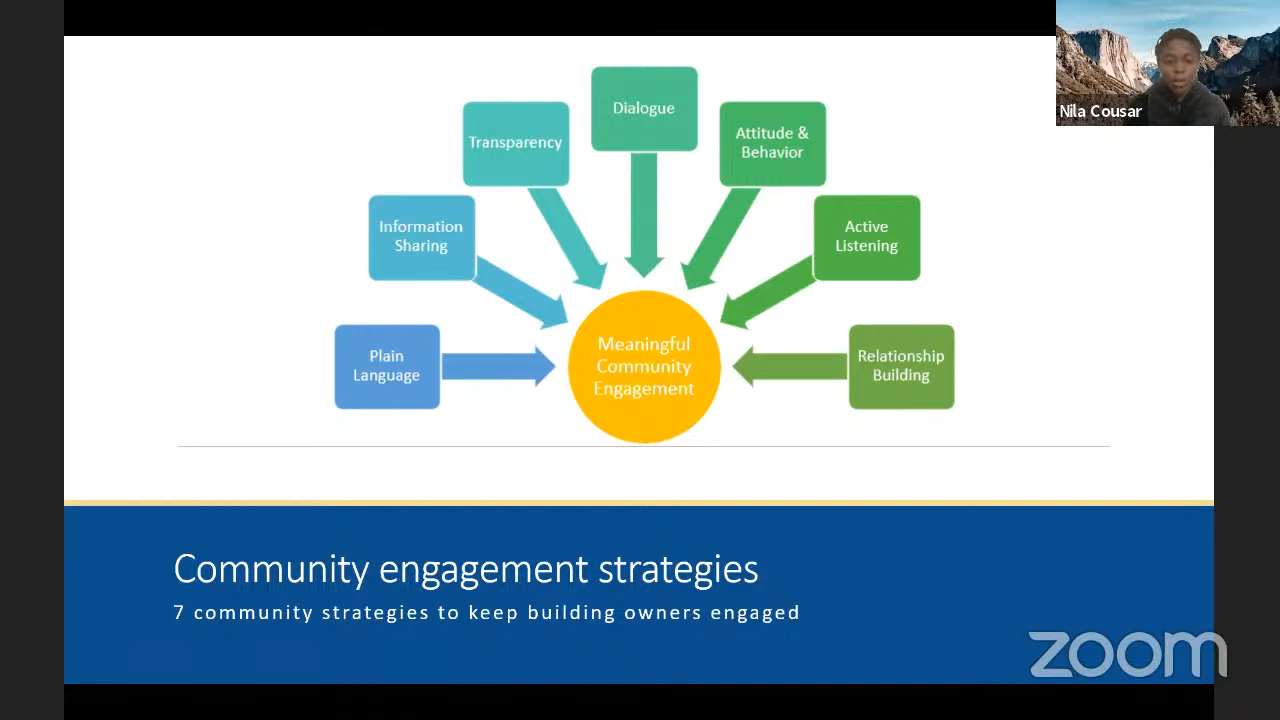 Nila Cousar
Dialogue
Transparency
Attitude &
Behavior
Information
Sharing
Active
Listening
Plain
Language
Meaningful
Community
Engagement
Relationship
Building
Community engagement strategies
7 community strategies to keep building owners engaged
zoom